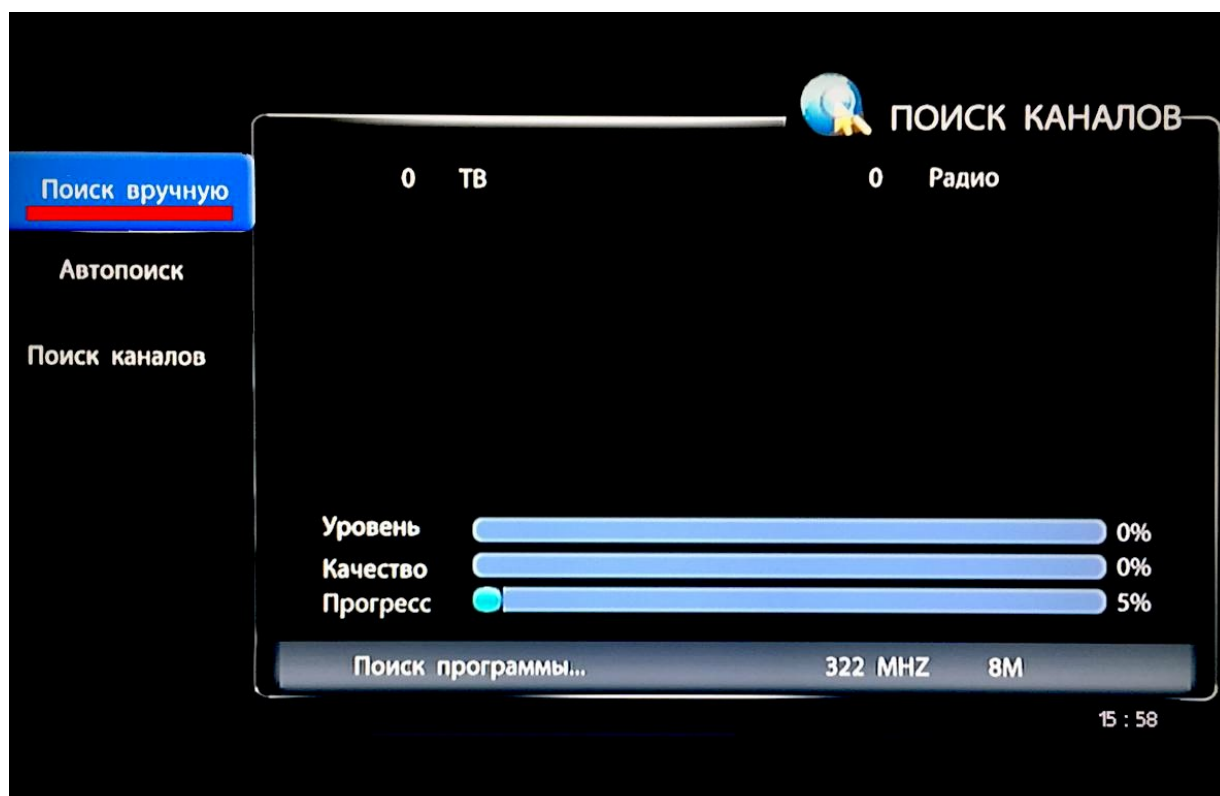 ПОИСК КАНАЛОВ
Поиск вручную
Автопоиск
Поиск каналов
0 ТВ 0 Радио
Уровень 0%
Качество 0%
Прогресс 5%
Поиск программы... 322 MHZ 8M
15 : 58